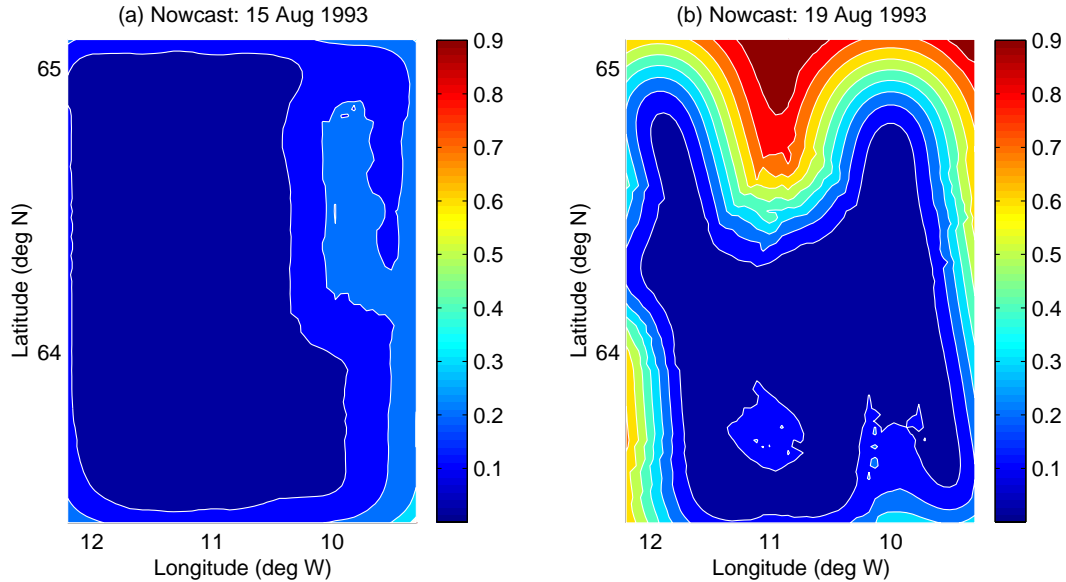 (a) Nowcast: 15 Aug 1993
65
64
Latitude (deg N)
12 11 10
Longitude (deg W)
0.9
0.8
0.7
0.6
0.5
0.4
0.3
0.2
0.1
(b) Nowcast: 19 Aug 1993
65
64
Latitude (deg N)
12 11 10
Longitude (deg W)
0.9
0.8
0.7
0.6
0.5
0.4
0.3
0.2
0.1